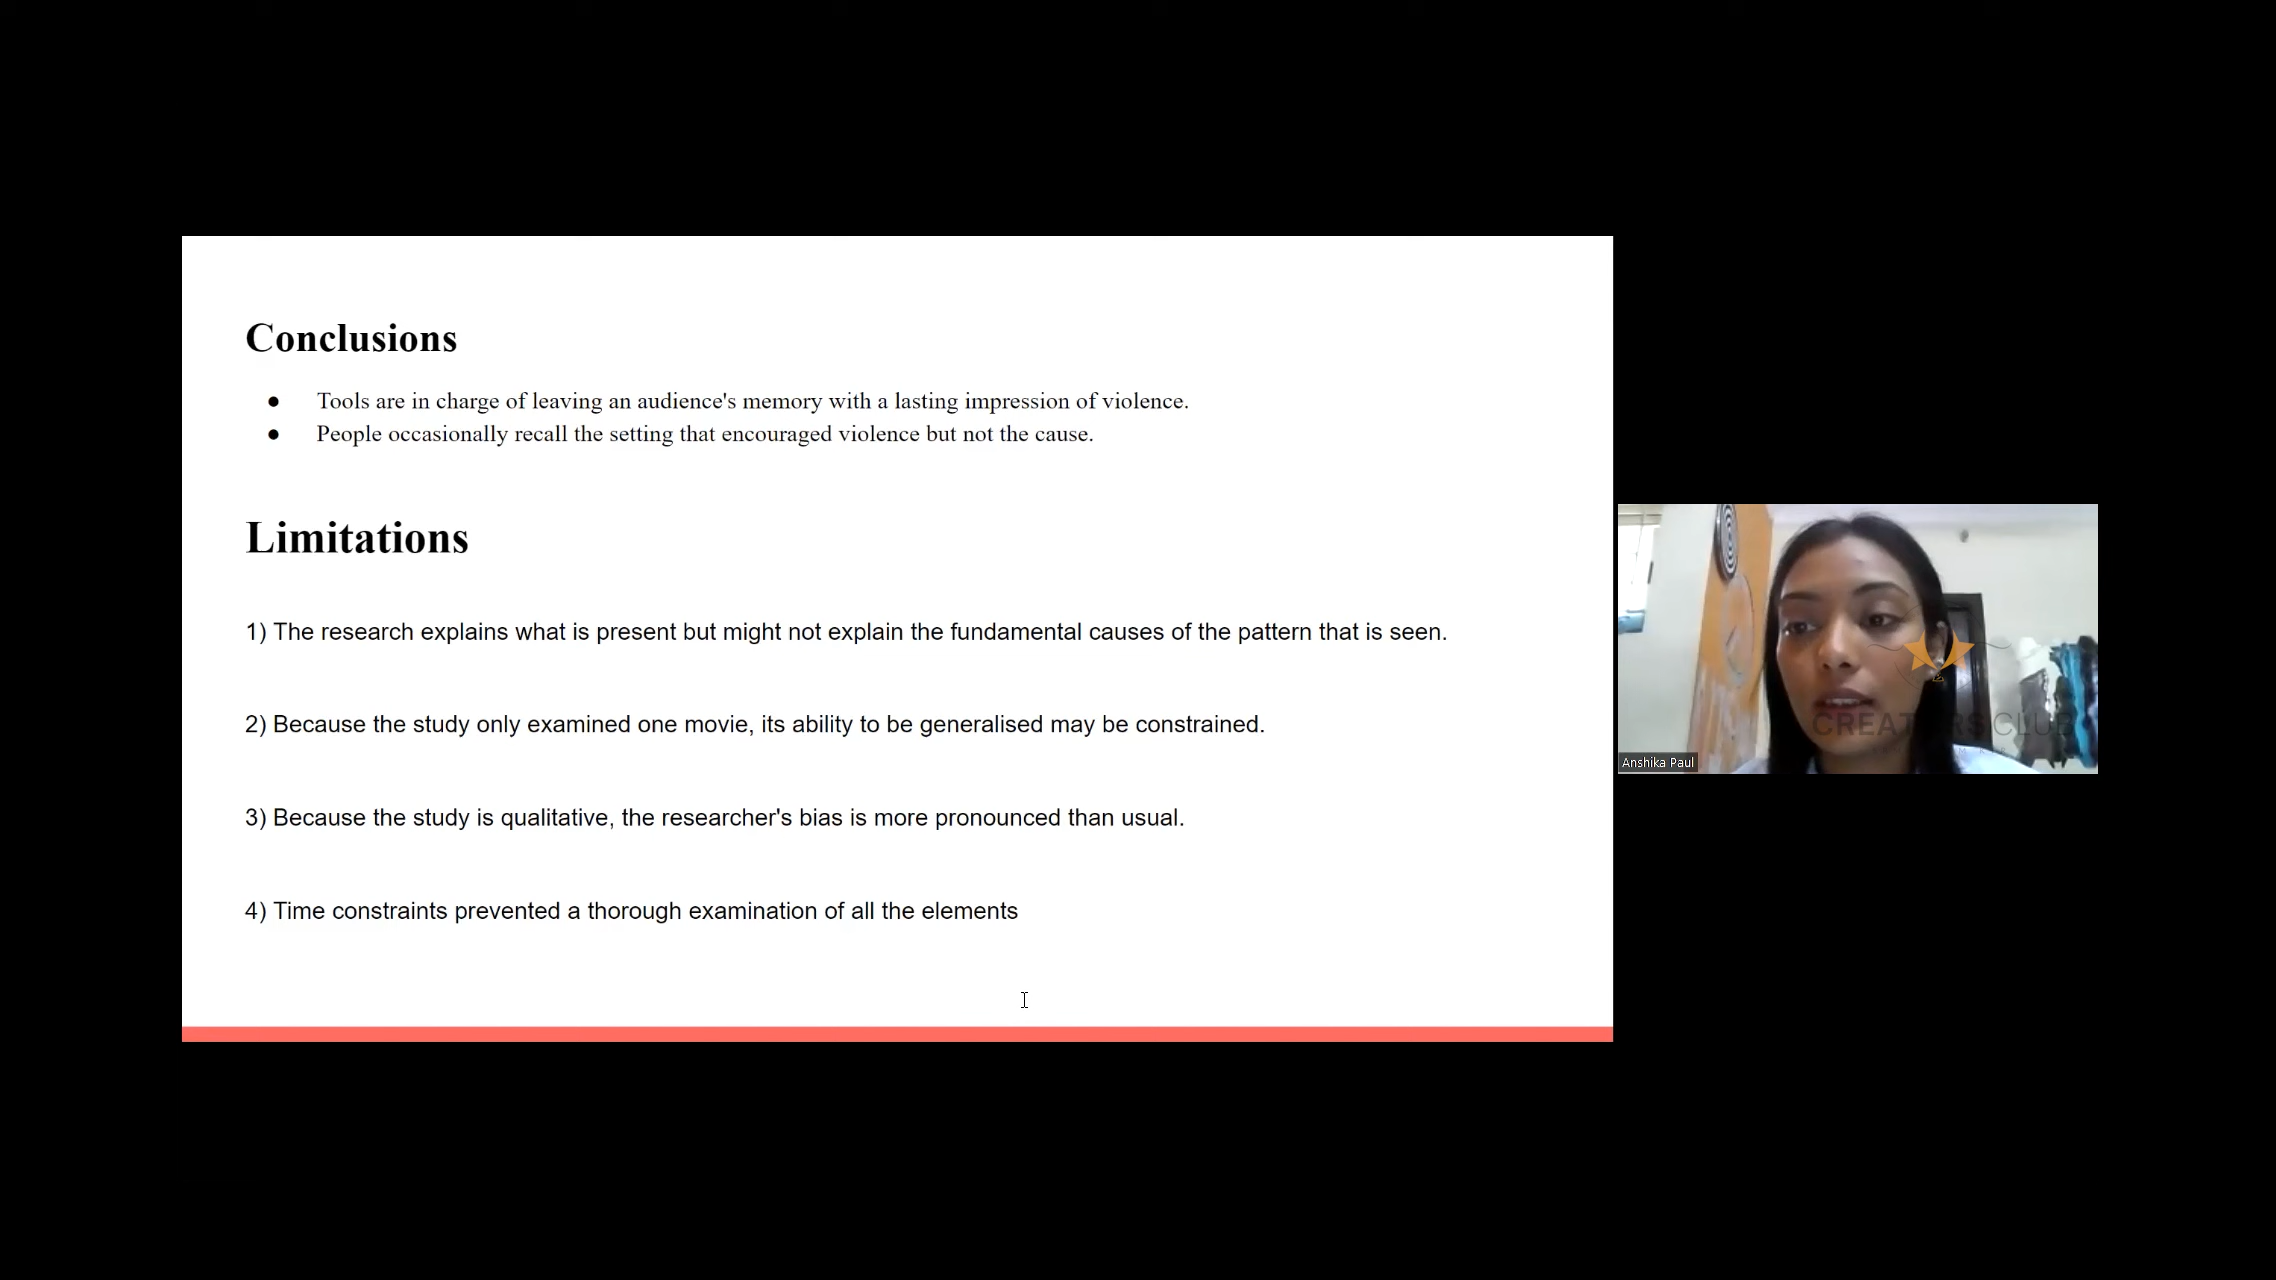 Conclusions
● Tools are in charge of leaving an audience's memory with a lasting impression of violence.
● People occasionally recall the setting that encouraged violence but not the cause.
Limitations
1) The research explains what is present but might not explain the fundamental causes of the pattern that is seen.
2) Because the study only examined one movie, its ability to be generalised may be constrained.
3) Because the study is qualitative, the researcher's bias is more pronounced than usual.
4) Time constraints prevented a thorough examination of all the elements
CREATORS CLUB
Anshika Paul